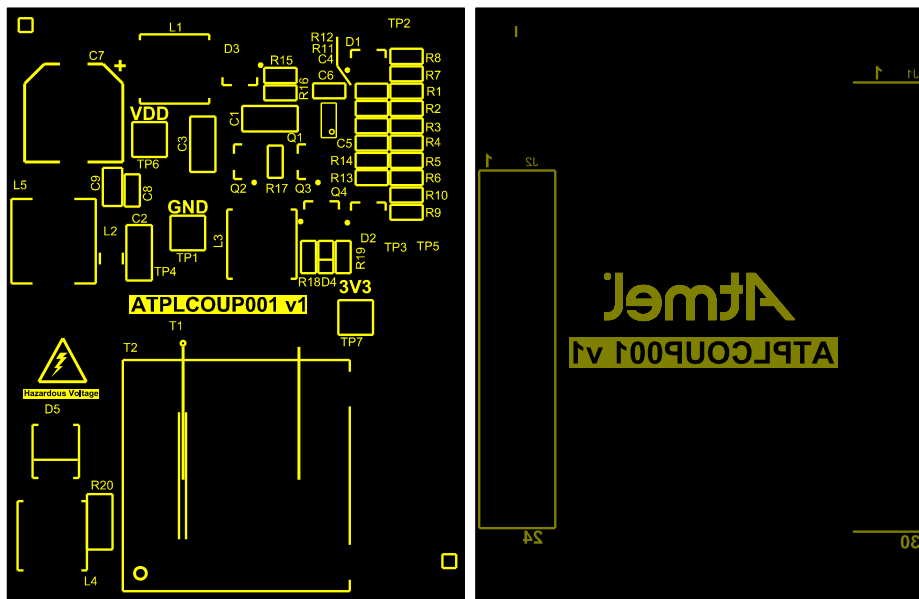 TP2
L1
R12
R11
C4
D1
D3
R8
C7
+
R15
R7
C6
R16
R1
R2
VDD
C1
R3
Q1
C5
R4
C3
TP6
R14
R5
C9
C8
R13
R6
L5
Q2
R17
Q3
Q4
R10
GND
C2
R9
L2
L3
D2
TP3
TP5
TP1
R19
TP4
R18
D4
3V3
ATPLCOUP001 v1
T1
TP7
T2
Hazardous Voltage
D5
R20
L4
1
J1
1
J2
Atmel
ATPLCOUP001 v1
24
30